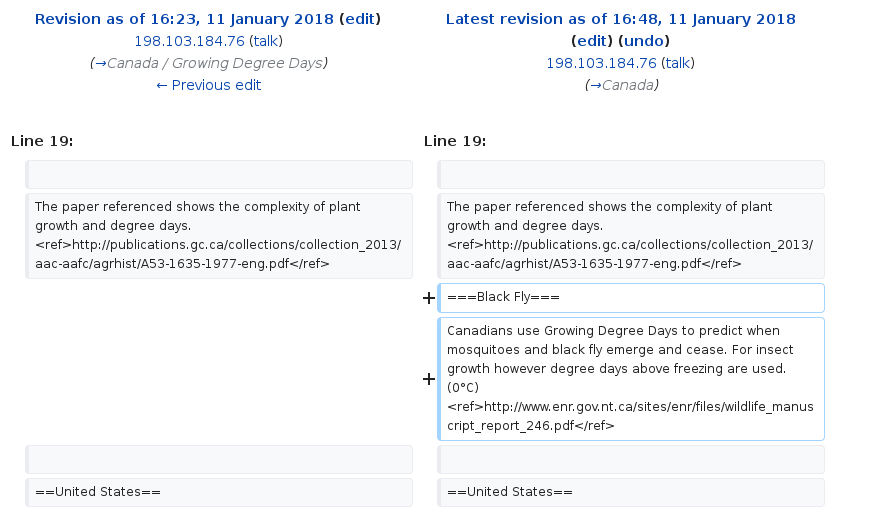 Revision as of 16:23, 11 January 2018 (edit)
198.103.184.76 (talk)
(→Canada / Growing Degree Days)
← Previous edit
Latest revision as of 16:48, 11 January 2018
(edit) (undo)
198.103.184.76 (talk)
(→Canada)
Line 19:
Line 19:
The paper referenced shows the complexity of plant
growth and degree days.
<ref>http://publications.gc.ca/collections/collection_2013/
aac-aafc/agrhist/A53-1635-1977-eng.pdf</ref>
The paper referenced shows the complexity of plant
growth and degree days.
<ref>http://publications.gc.ca/collections/collection_2013/
aac-aafc/agrhist/A53-1635-1977-eng.pdf</ref>
+ ===Black Fly===
Canadians use Growing Degree Days to predict when
mosquitoes and black fly emerge and cease. For insect
growth however degree days above freezing are used.
+ (0°C)
<ref>http://www.enr.gov.nt.ca/sites/enr/files/wildlife_manus
cript_report_246.pdf</ref>
==United States==
==United States==